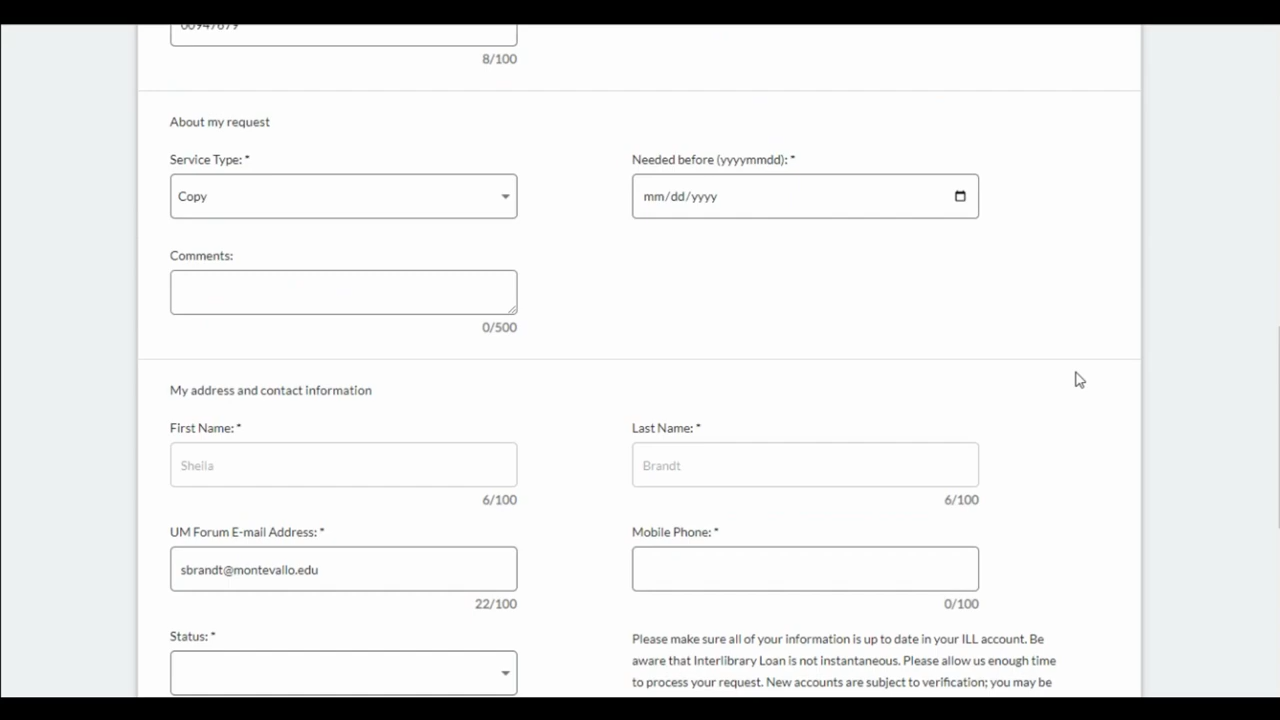 00947879
8/100
About my request
Service Type: *
Needed before (yyyymmdd): *
Copy
mm/dd/yyyy
Comments:
0/500
My address and contact information
First Name: *
Last Name: *
Sheila
Brandt
6/100
6/100
UM Forum E-mail Address: *
Mobile Phone: *
sbrandt@montevallo.edu
22/100
0/100
Status: *
Please make sure all of your information is up to date in your ILL account. Be
aware that Interlibrary Loan is not instantaneous. Please allow us enough time
to process your request. New accounts are subject to verification; you may be